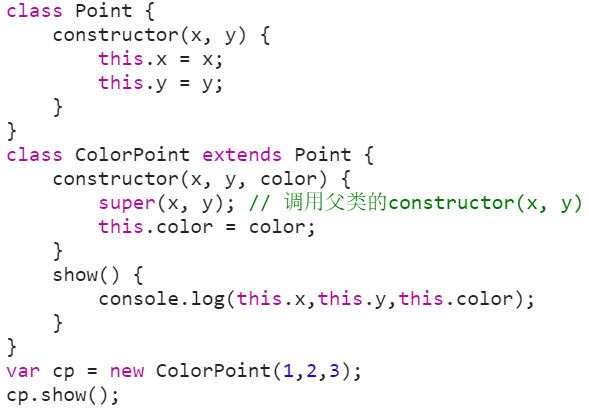 class Point {
    constructor(x, y) {
        this.x = x;
        this.y = y;
    }
}
class ColorPoint extends Point {
    constructor(x, y, color) {
        super(x, y); // 调用父类的constructor(x, y)
        this.color = color;
    }
    show() {
        console.log(this.x,this.y,this.color);
    }
}
var cp = new ColorPoint(1,2,3);
cp.show();